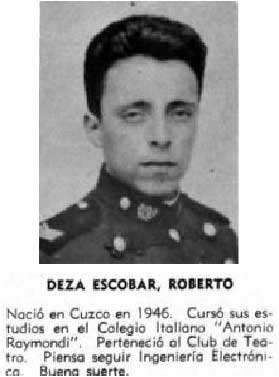 DEZA ESCOBAR, ROBERTO
Nació en Cuzco en 1946. Cursó sus es-
tudios en el Colegio Italiano "Antonio
Raymondi". Perteneció al Club de Tea-
tro. Piensa seguir Ingeniería Electróni-
ca. Buena suerte.